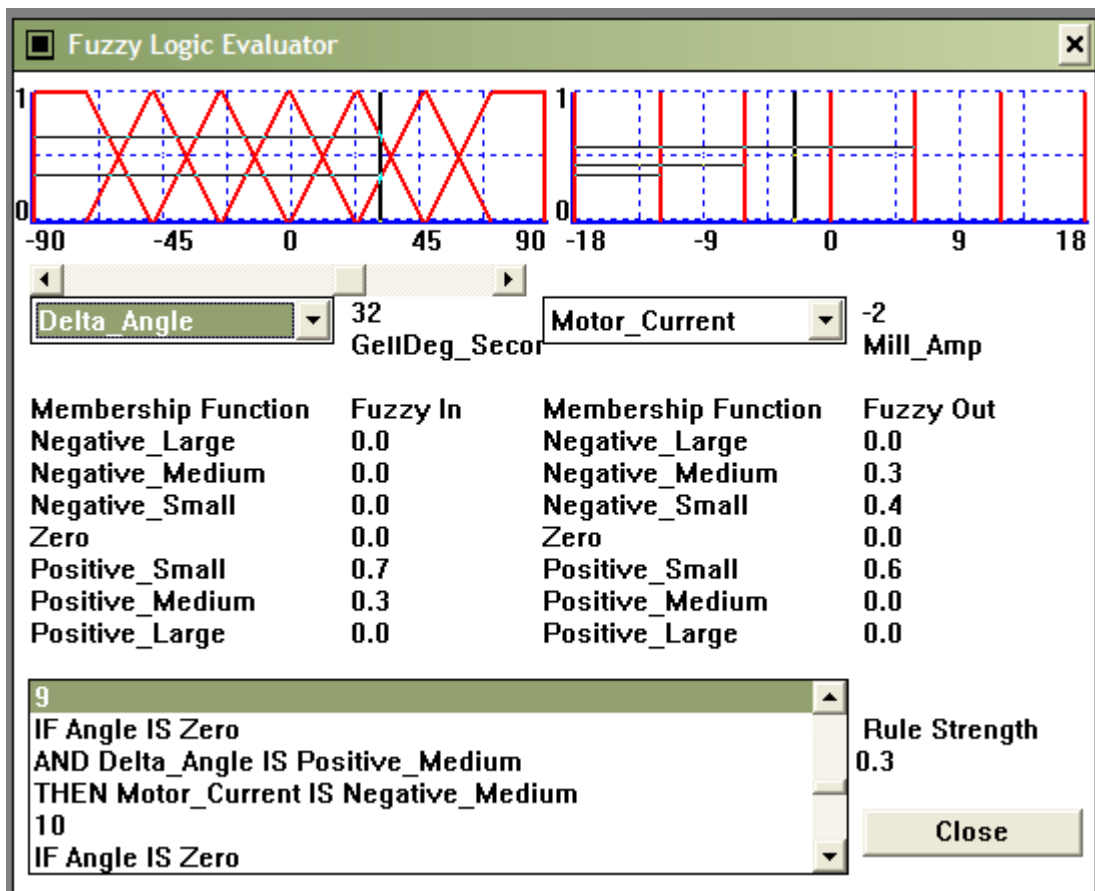 Fuzzy Logic Evaluator
1 1
0 0
-90 -45 0 45 90 -18 -9 0 9 18
Delta_Angle 32 Motor_Current -2
GellDeg_Secor Mill_Amp
Membership Function Fuzzy In Membership Function Fuzzy Out
Negative_Large 0.0 Negative_Large 0.0
Negative_Medium 0.0 Negative_Medium 0.3
Negative_Small 0.0 Negative_Small 0.4
Zero 0.0 Zero 0.0
Positive_Small 0.7 Positive_Small 0.6
Positive_Medium 0.3 Positive_Medium 0.0
Positive_Large 0.0 Positive_Large 0.0
9
IF Angle IS Zero Rule Strength
AND Delta_Angle IS Positive_Medium 0.3
THEN Motor_Current IS Negative_Medium
10 Close
IF Angle IS Zero